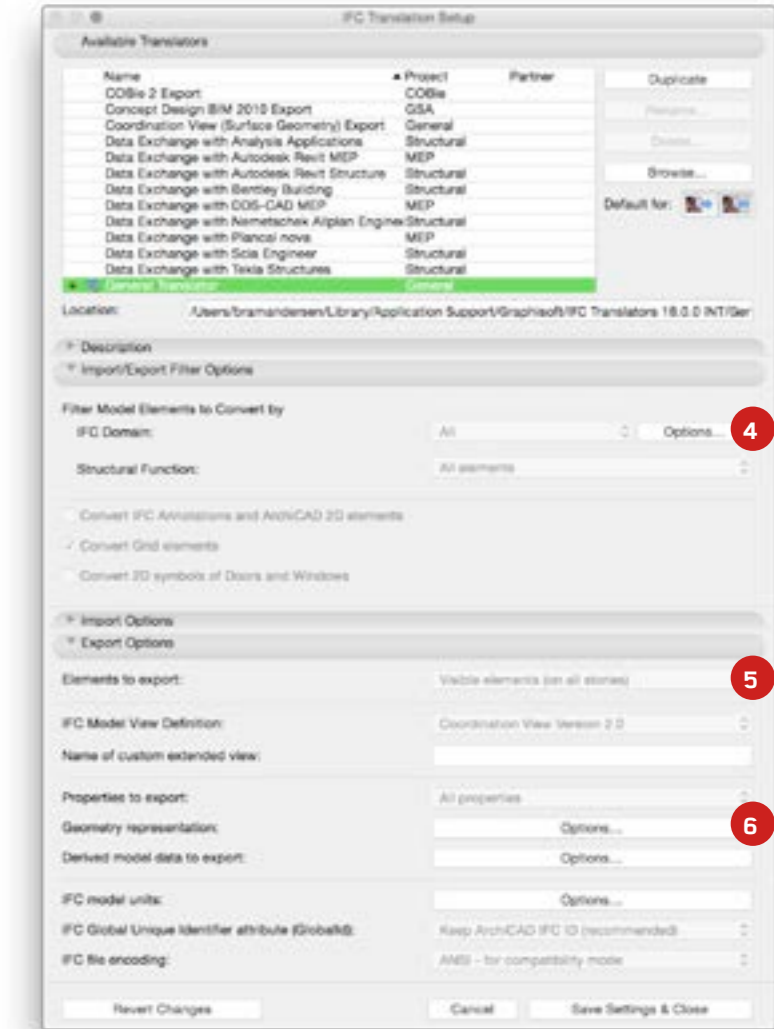 IFC Translation Setup
Available Translators
Name Project Partner
COBie 2 Export COBie
Concept Design BIM 2010 Export GSA
Coordination View (Surface Geometry) Export General
Data Exchange with Analysis Applications Structural
Data Exchange with Autodesk Revit MEP MEP
Data Exchange with Autodesk Revit Structure Structural
Data Exchange with Bentley Building Structural
Data Exchange with DDS-CAD MEP MEP
Data Exchange with Nemetschek Allplan Enginee Structural
Data Exchange with Plancal nova MEP
Data Exchange with Scia Engineer Structural
Data Exchange with Tekla Structures Structural
General Translator General
Duplicate
Rename...
Delete...
Browse...
Default for:
Location: /Users/bramandersen/Library/Application Support/Graphisoft/IFC Translators 18.0.0 INT/Ger
Description
Import/Export Filter Options
Filter Model Elements to Convert by
IFC Domain: All Options... 4
Structural Function: All elements
Convert IFC Annotations and ArchiCAD 2D elements
Convert Grid elements
Convert 2D symbols of Doors and Windows
Import Options
Export Options
Elements to export: Visible elements (on all stories) 5
IFC Model View Definition: Coordination View Version 2.0
Name of custom extended view:
Properties to export: All properties
6
Geometry representation: Options...
Derived model data to export: Options...
IFC model units: Options...
IFC Global Unique Identifier attribute (GlobalId): Keep ArchiCAD IFC ID (recommended)
IFC file encoding: ANSI - for compatibility mode
Revert Changes Cancel Save Settings & Close